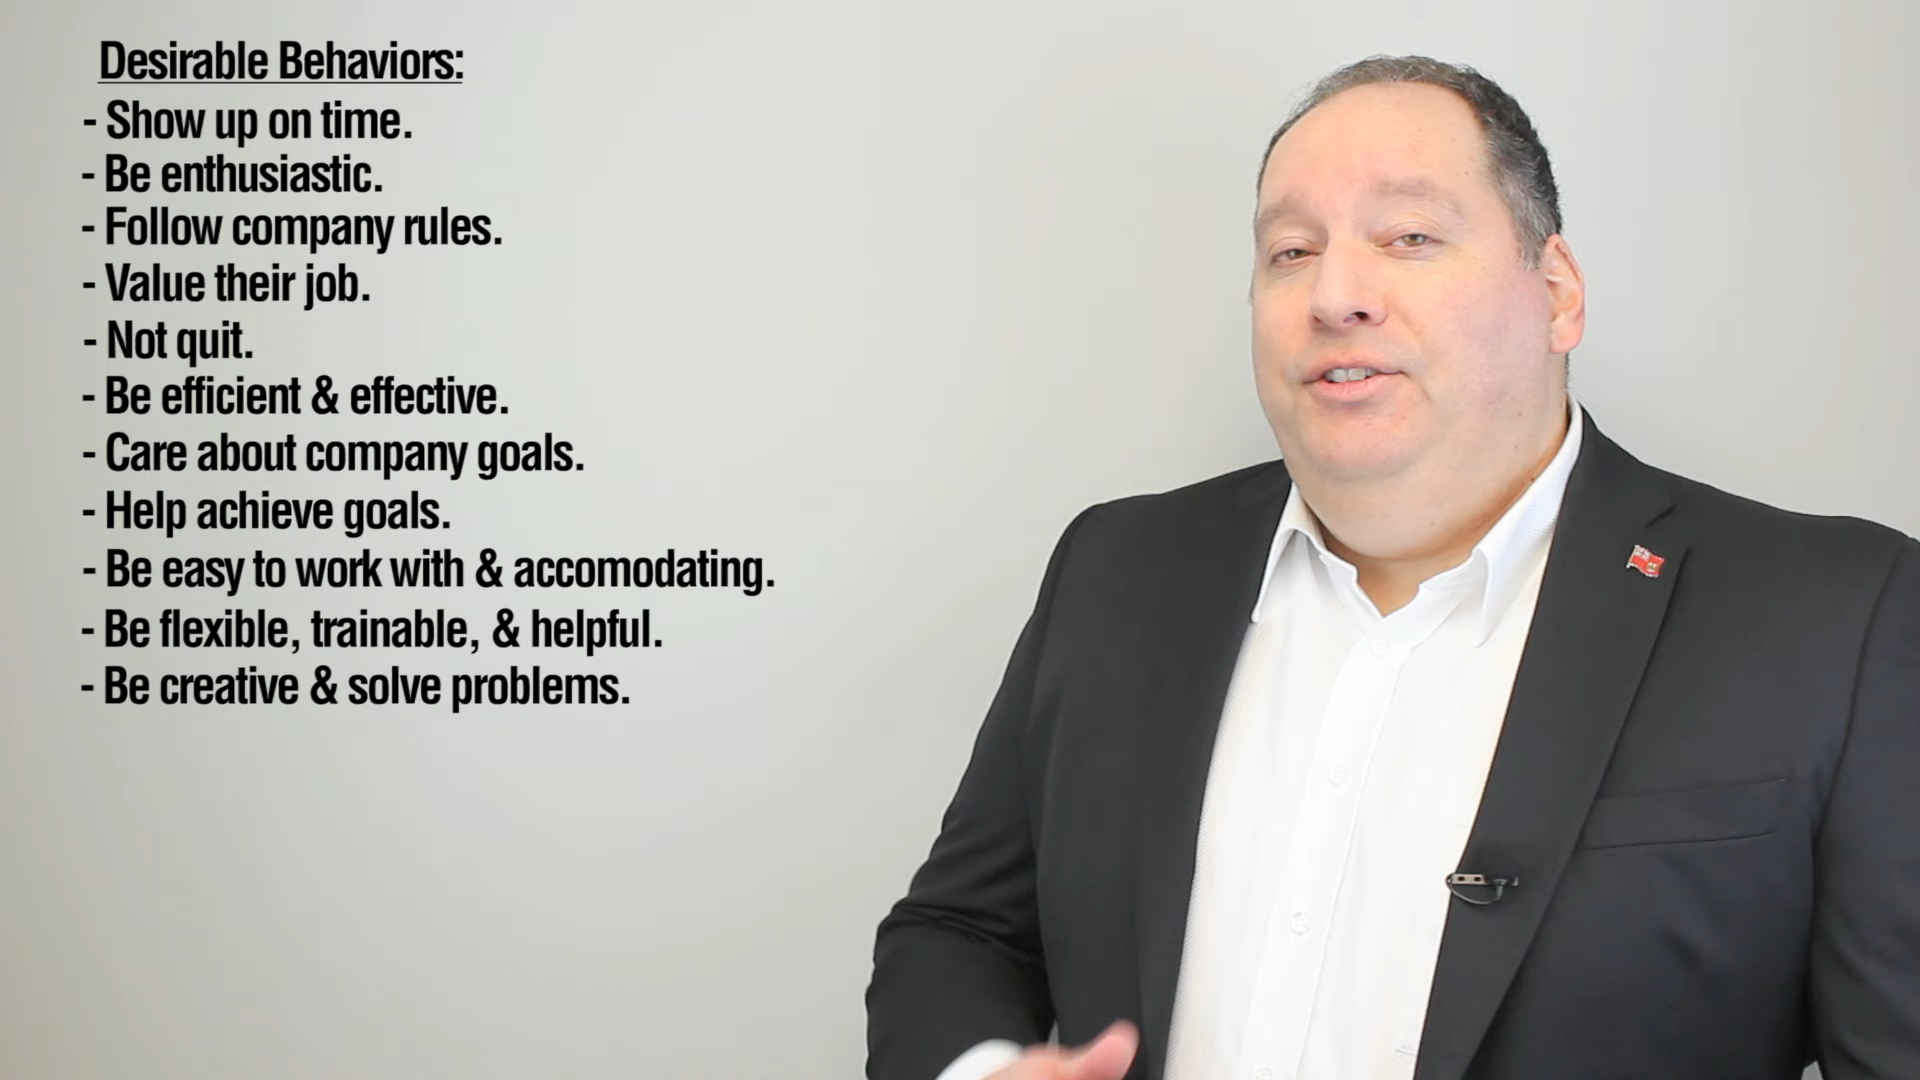 Desirable Behaviors:
- Show up on time.
- Be enthusiastic.
- Follow company rules.
- Value their job.
- Not quit.
- Be efficient & effective.
- Care about company goals.
- Help achieve goals.
- Be easy to work with & accomodating.
- Be flexible, trainable, & helpful.
- Be creative & solve problems.